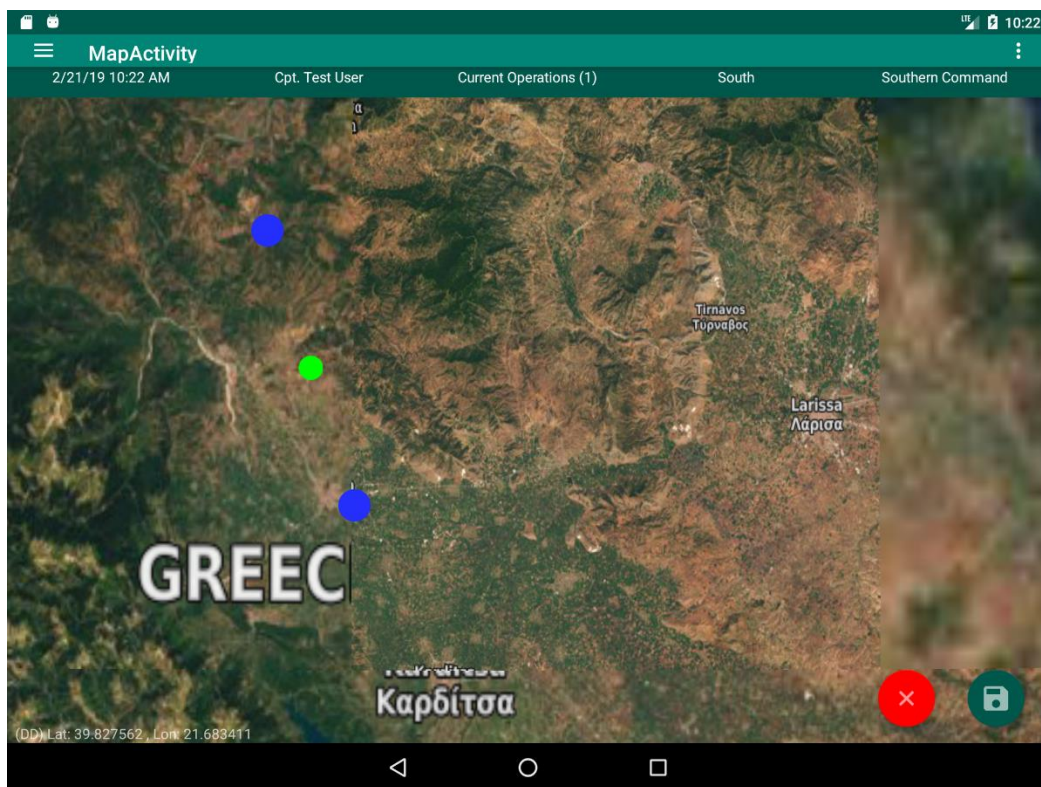 10:22
MapActivity
2/21/19 10:22 AM Cpt. Test User Current Operations (1) South Southern Command
Tirnavos
Τύρναβος
Larissa
Λάρισα
GREEC
Καρδίτσα
(DD) Lat: 39.827562 , Lon: 21.683411